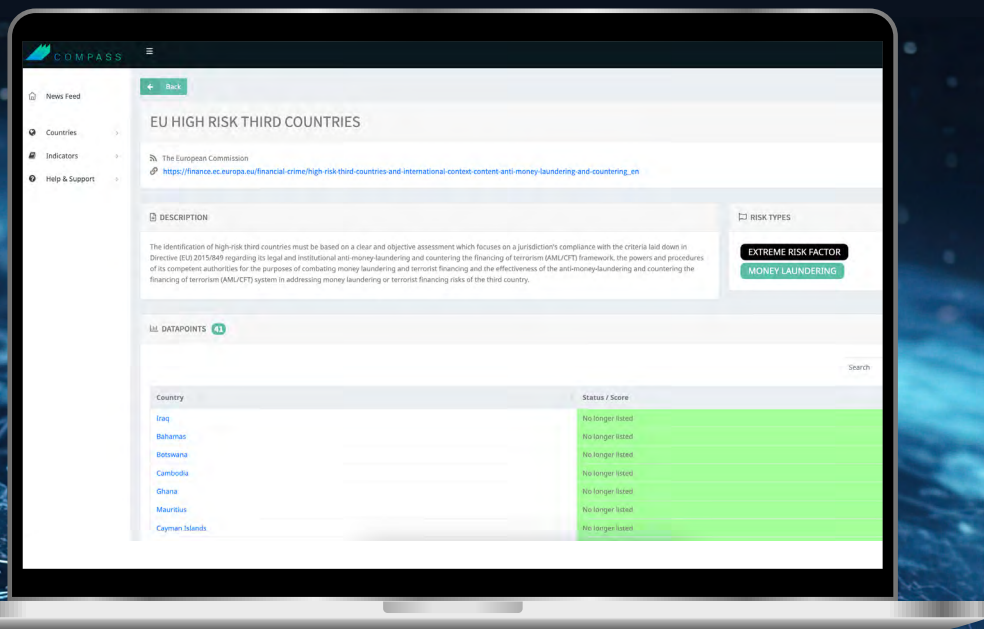 COMPASS
News Feed
Countries
Indicators
Help & Support
Back
EU HIGH RISK THIRD COUNTRIES
The European Commission
https://finance.ec.europa.eu/financial-crime/high-risk-third-countries-and-international-context-content-anti-money-laundering-and-countering_en
DESCRIPTION
The identification of high-risk third countries must be based on a clear and objective assessment which focuses on a jurisdiction's compliance with the criteria laid down in
Directive (EU) 2015/849 regarding its legal and institutional anti-money-laundering and countering the financing of terrorism (AML/CFT) framework, the powers and procedures
of its competent authorities for the purposes of combating money laundering and terrorist financing and the effectiveness of the anti-money-laundering and countering the
financing of terrorism (AML/CFT) system in addressing money laundering or terrorist financing risks of the third country.
RISK TYPES
EXTREME RISK FACTOR
MONEY LAUNDERING
DATAPOINTS 41
Search
Country Status / Score
Iraq No longer listed
Bahamas No longer listed
Botswana No longer listed
Cambodia No longer listed
Ghana No longer listed
Mauritius No longer listed
Cayman Islands No longer listed